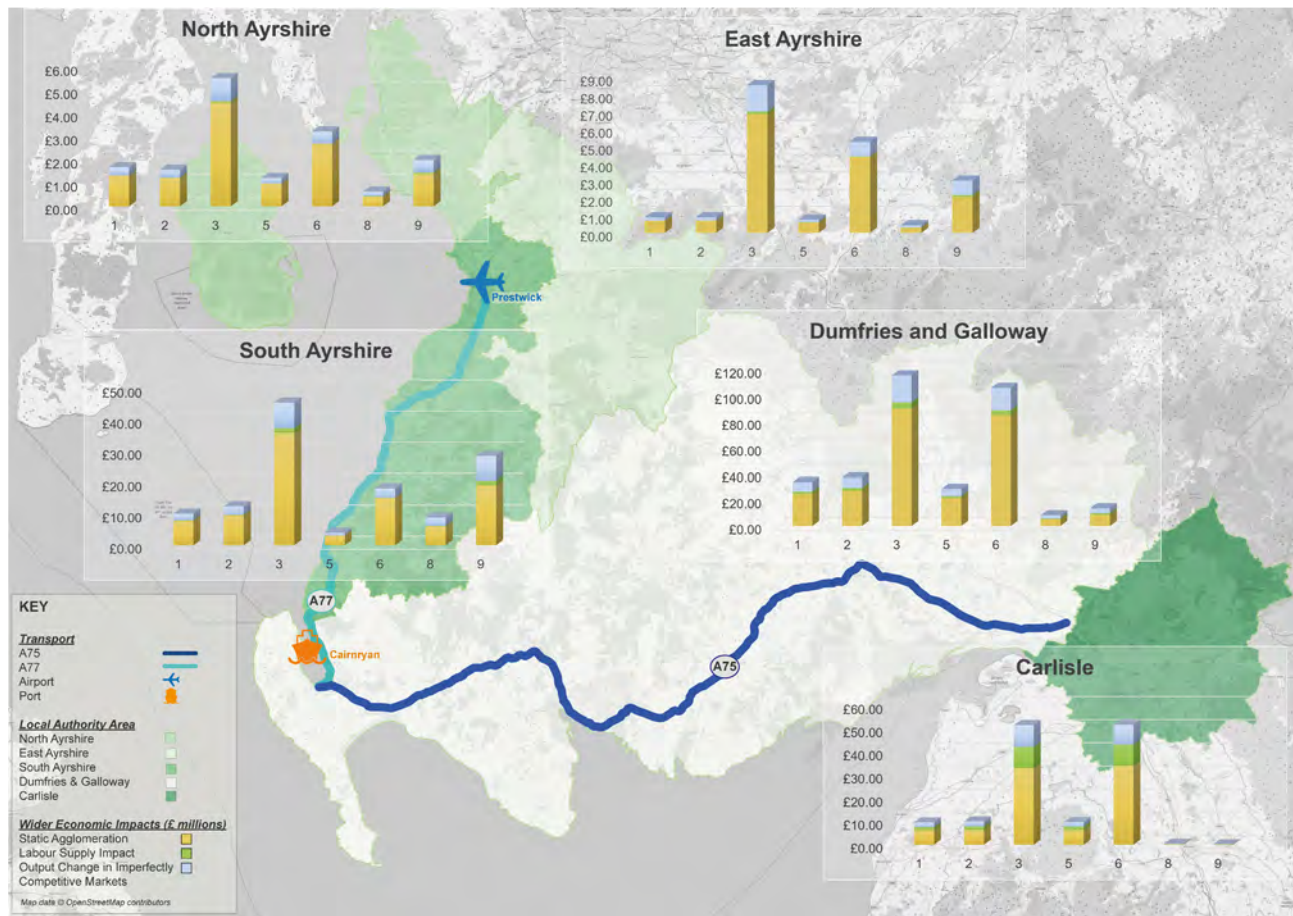 North Ayrshire
£6.00
£5.00
£4.00
£3.00
£2.00
£1.00
£0.00
1 2 3 5 6 8 9
East Ayrshire
£9.00
£8.00
£7.00
£6.00
£5.00
£4.00
£3.00
£2.00
£1.00
£0.00
1 2 3 5 6 8 9
Prestwick
South Ayrshire
£50.00
£40.00
£30.00
£20.00
£10.00
£0.00
1 2 3 5 6 8 9
Dumfries and Galloway
£120.00
£100.00
£80.00
£60.00
£40.00
£20.00
£0.00
1 2 3 5 6 8 9
A77
Cairnryan
A75
Carlisle
£60.00
£50.00
£40.00
£30.00
£20.00
£10.00
£0.00
1 2 3 5 6 8 9
KEY
Transport
A75
A77
Airport
Port
Local Authority Area
North Ayrshire
East Ayrshire
South Ayrshire
Dumfries & Galloway
Carlisle
Wider Economic Impacts (£ millions)
Static Agglomeration
Labour Supply Impact
Output Change in Imperfectly
Competitive Markets
Map data © OpenStreetMap contributors